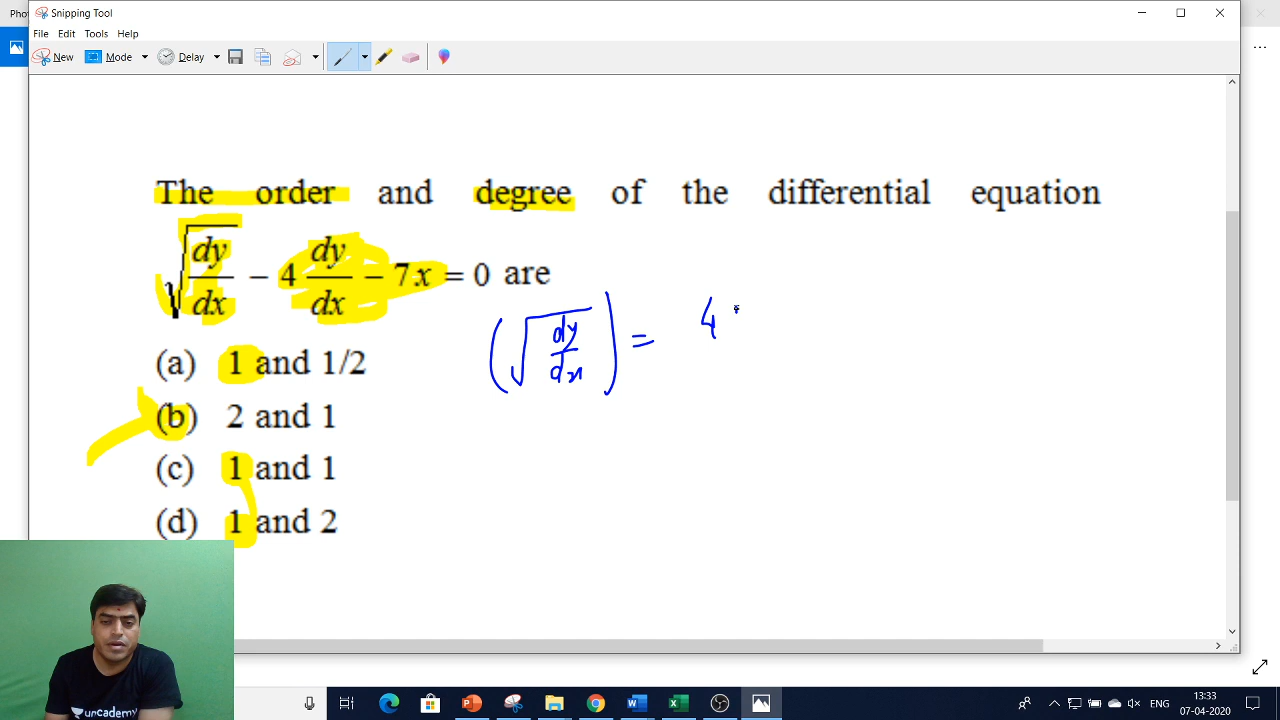 Pho
Snipping Tool
File Edit Tools Help
New Mode Delay
The order and degree of the differential equation
√(dy/dx) − 4 dy/dx − 7x = 0 are
(√(dy/dx)) = 4
(a) 1 and 1/2
(b) 2 and 1
(c) 1 and 1
(d) 1 and 2
unacademy
ENG
13:33
07-04-2020